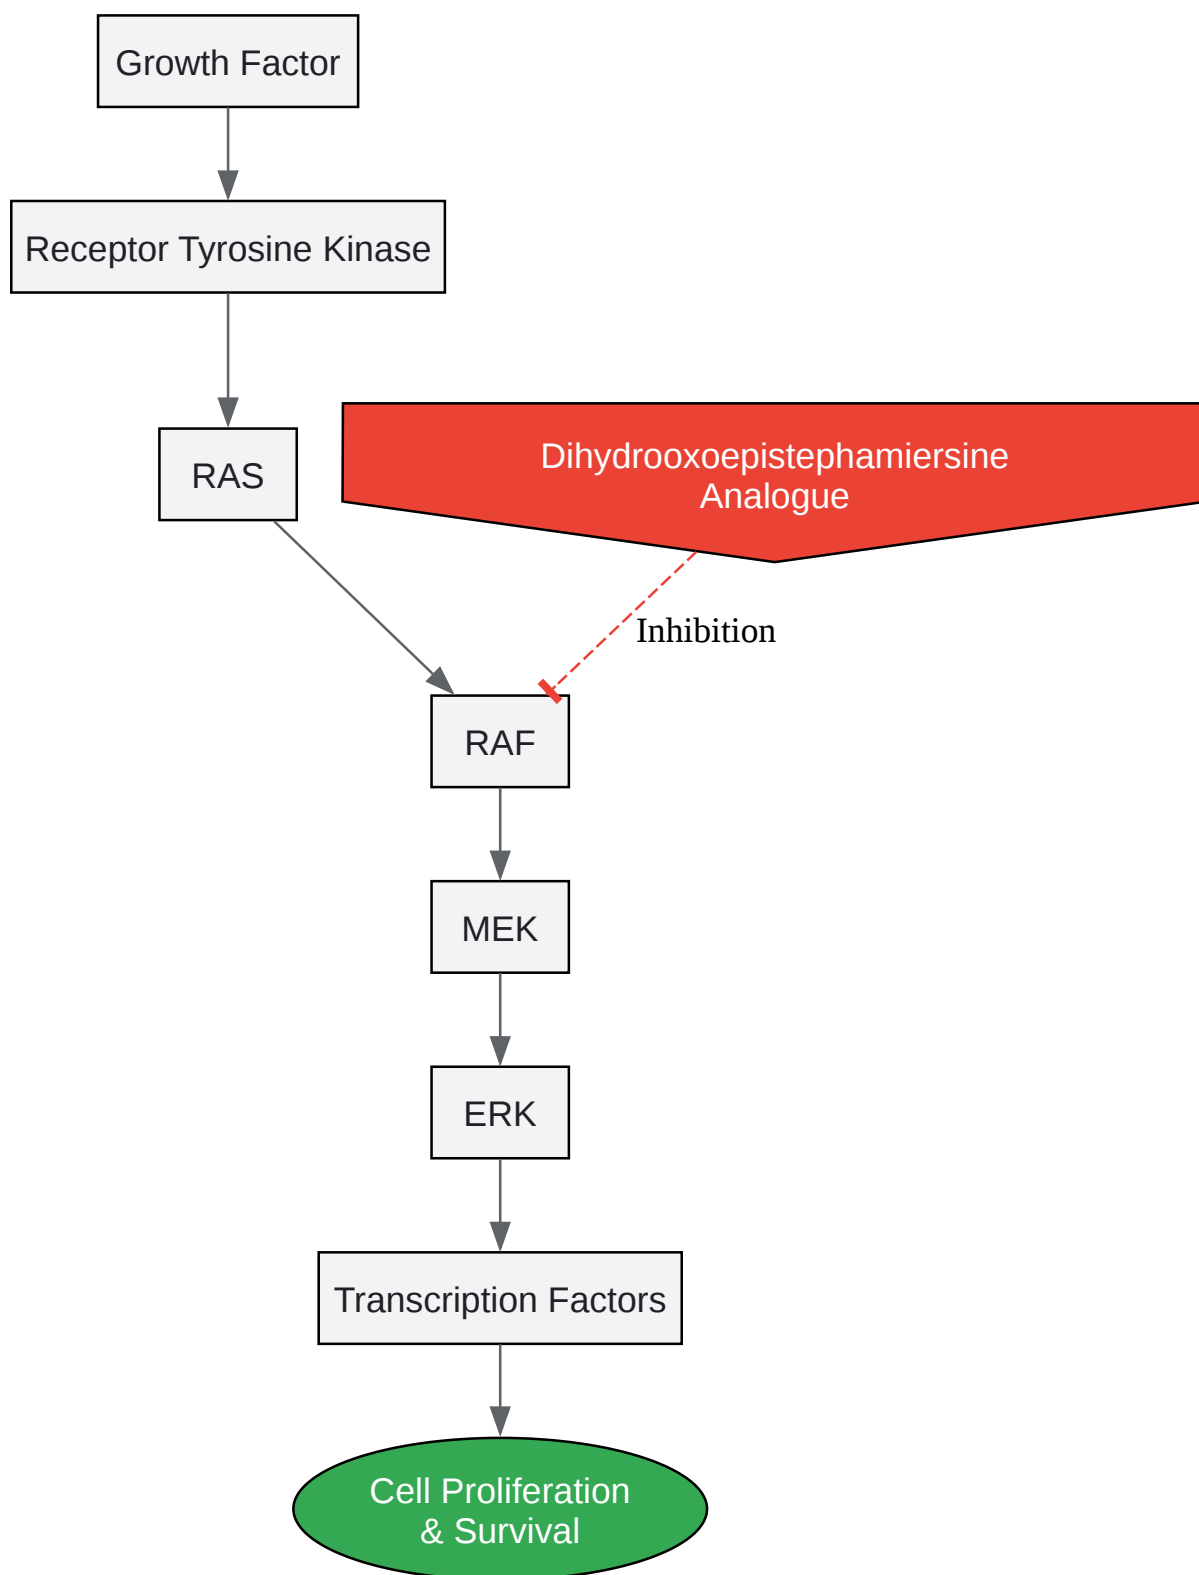 Growth Factor
Receptor Tyrosine Kinase
RAS
Dihydrooxoepistephamiersine
Analogue
Inhibition
RAF
MEK
ERK
Transcription Factors
Cell Proliferation
& Survival